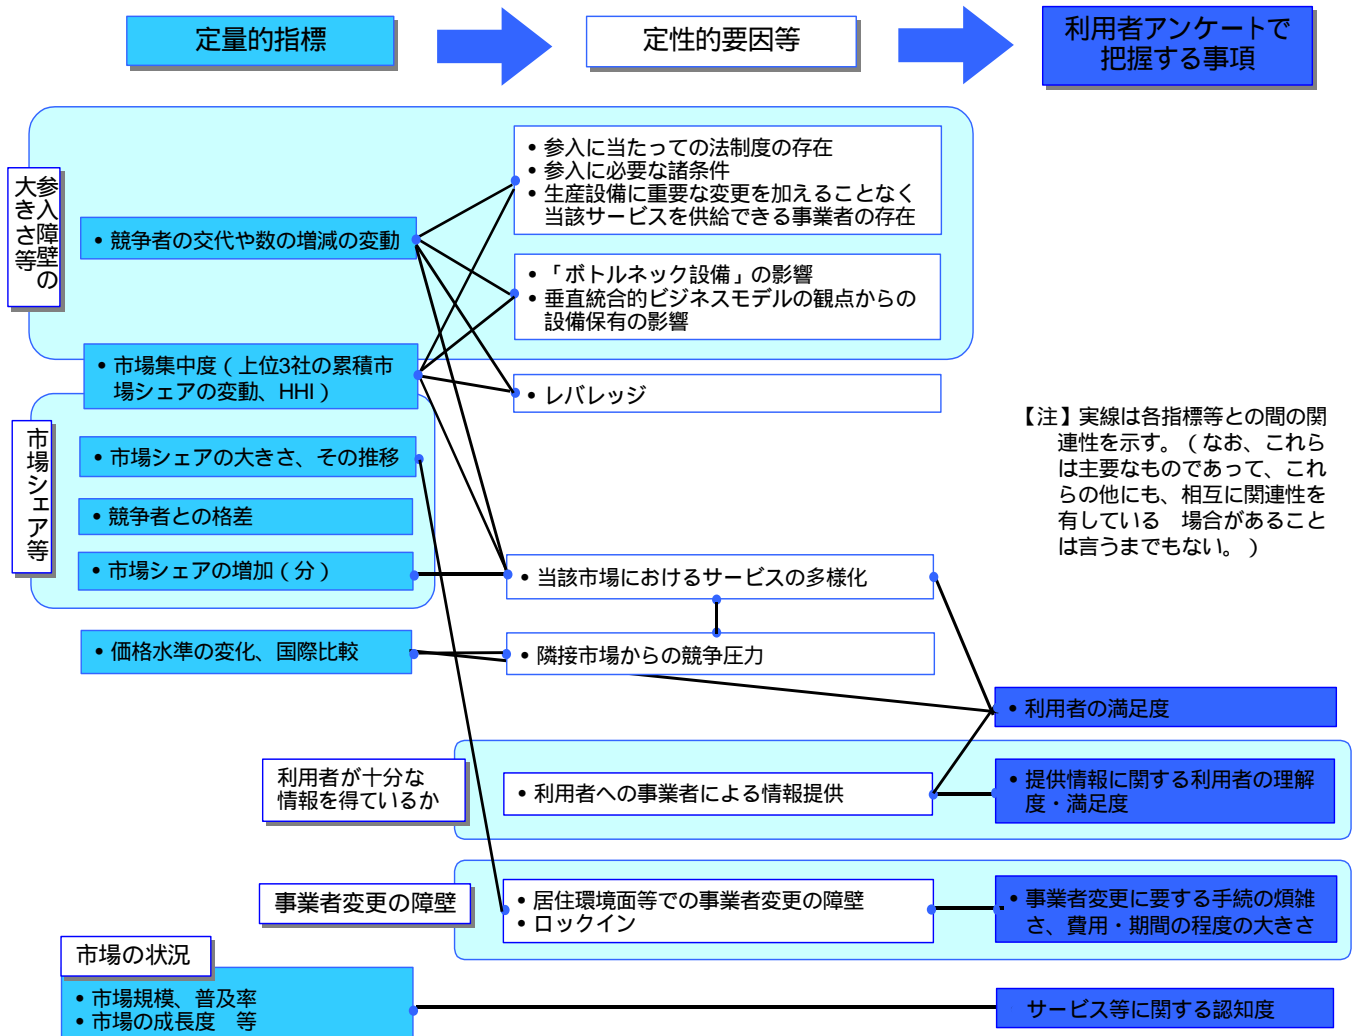 定量的指標
定性的要因等
利用者アンケートで
把握する事項
参入障壁の
大きさ等
• 競争者の交代や数の増減の変動
• 参入に当たっての法制度の存在
• 参入に必要な諸条件
• 生産設備に重要な変更を加えることなく
当該サービスを供給できる事業者の存在
• 「ボトルネック設備」の影響
• 垂直統合的ビジネスモデルの観点からの
設備保有の影響
• 市場集中度（上位3社の累積市
場シェアの変動、HHI）
• レバレッジ
市場シェア等
• 市場シェアの大きさ、その推移
• 競争者との格差
• 市場シェアの増加（分）
• 当該市場におけるサービスの多様化
• 価格水準の変化、国際比較
• 隣接市場からの競争圧力
【注】実線は各指標等との間の関
連性を示す。（なお、これら
は主要なものであって、これ
らの他にも、相互に関連性を
有している　場合があること
は言うまでもない。）
• 利用者の満足度
利用者が十分な
情報を得ているか
• 利用者への事業者による情報提供
• 提供情報に関する利用者の理解
度・満足度
事業者変更の障壁
• 居住環境面等での事業者変更の障壁
• ロックイン
• 事業者変更に要する手続の煩雑
さ、費用・期間の程度の大きさ
市場の状況
• 市場規模、普及率
• 市場の成長度　等
サービス等に関する認知度